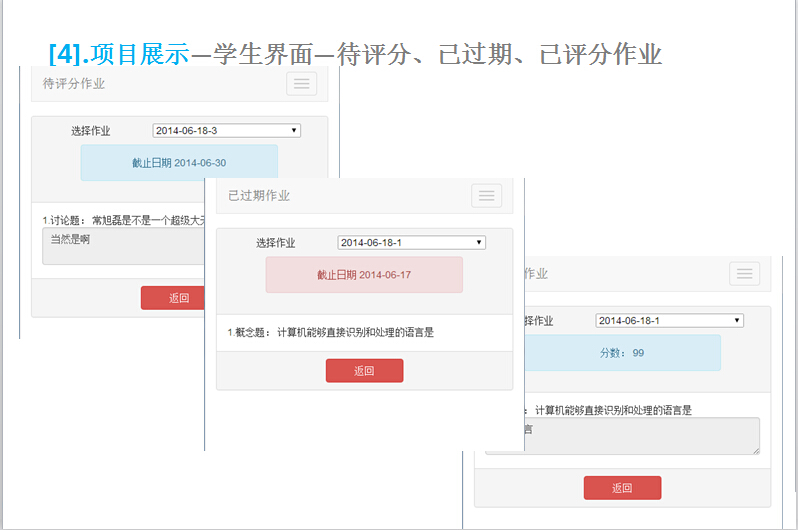 [4].项目展示—学生界面—待评分、已过期、已评分作业
待评分作业
选择作业 2014-06-18-3
截止日期 2014-06-30
1.讨论题： 常旭磊是不是一个超级大
当然是啊
返回
已过期作业
选择作业 2014-06-18-1
截止日期 2014-06-17
1.概念题： 计算机能够直接识别和处理的语言是
返回
作业
择作业 2014-06-18-1
分数： 99
： 计算机能够直接识别和处理的语言是
言
返回